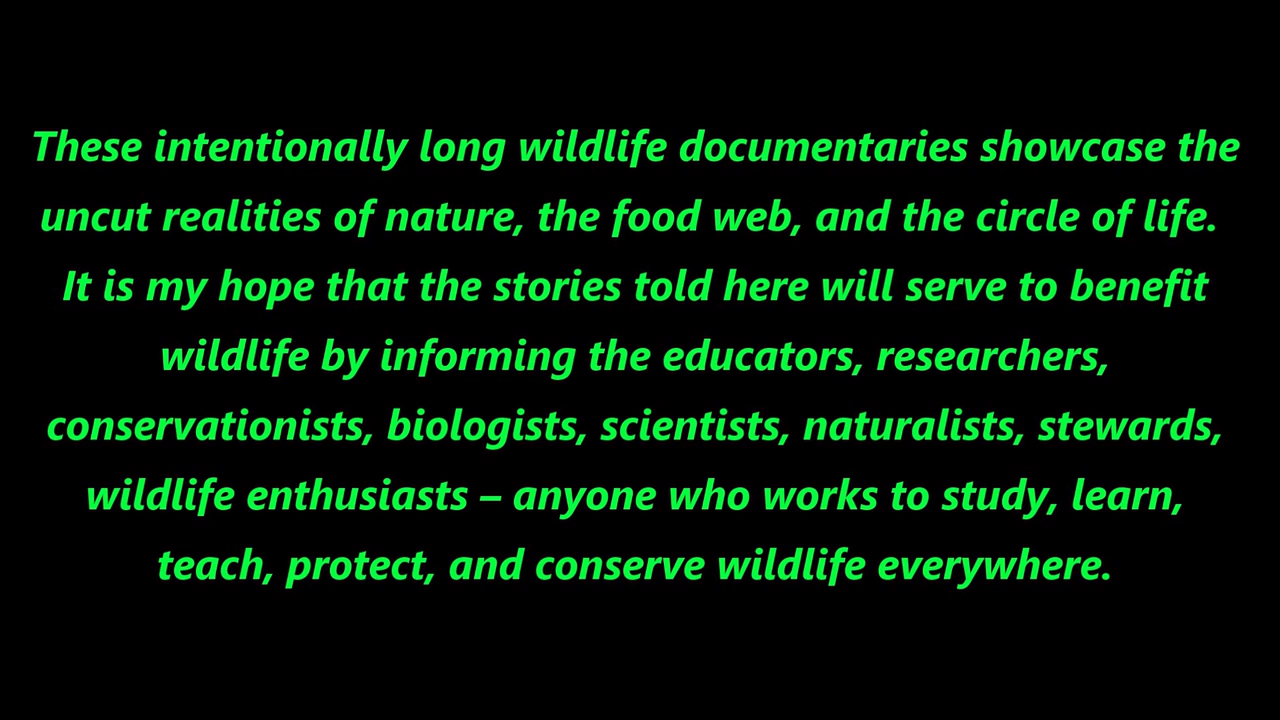 These intentionally long wildlife documentaries showcase the
uncut realities of nature, the food web, and the circle of life.
It is my hope that the stories told here will serve to benefit
wildlife by informing the educators, researchers,
conservationists, biologists, scientists, naturalists, stewards,
wildlife enthusiasts – anyone who works to study, learn,
teach, protect, and conserve wildlife everywhere.